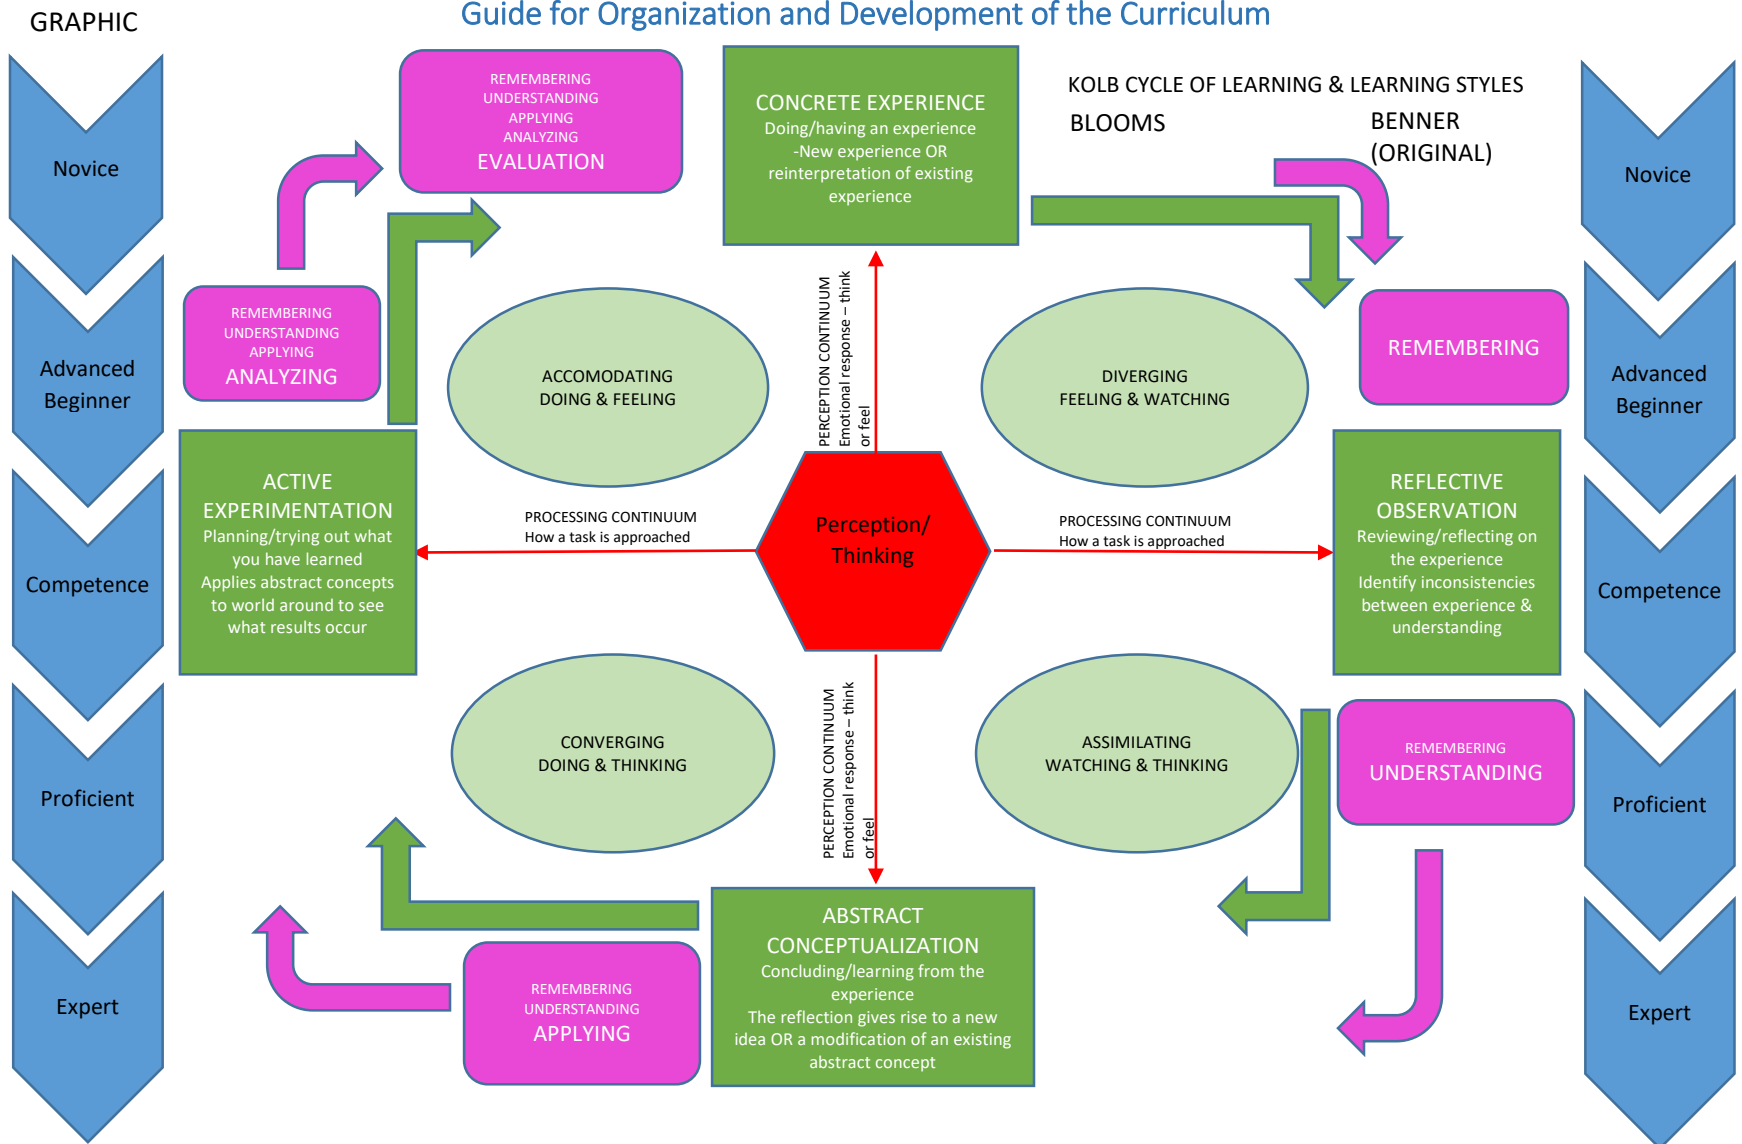 Guide for Organization and Development of the Curriculum
GRAPHIC
Novice
Advanced
Beginner
Competence
Proficient
Expert
REMEMBERING
UNDERSTANDING
APPLYING
ANALYZING
EVALUATION
CONCRETE EXPERIENCE
Doing/having an experience
-New experience OR
reinterpretation of existing
experience
KOLB CYCLE OF LEARNING & LEARNING STYLES
BLOOMS
BENNER
(ORIGINAL)
REMEMBERING
UNDERSTANDING
APPLYING
ANALYZING
ACCOMODATING
DOING & FEELING
PERCEPTION CONTINUUM
Emotional response – think
or feel
DIVERGING
FEELING & WATCHING
REMEMBERING
ACTIVE
EXPERIMENTATION
Planning/trying out what
you have learned
Applies abstract concepts
to world around to see
what results occur
PROCESSING CONTINUUM
How a task is approached
Perception/
Thinking
PROCESSING CONTINUUM
How a task is approached
REFLECTIVE
OBSERVATION
Reviewing/reflecting on
the experience
Identify inconsistencies
between experience &
understanding
CONVERGING
DOING & THINKING
PERCEPTION CONTINUUM
Emotional response – think
or feel
ASSIMILATING
WATCHING & THINKING
REMEMBERING
UNDERSTANDING
REMEMBERING
UNDERSTANDING
APPLYING
ABSTRACT
CONCEPTUALIZATION
Concluding/learning from the
experience
The reflection gives rise to a new
idea OR a modification of an existing
abstract concept
Novice
Advanced
Beginner
Competence
Proficient
Expert